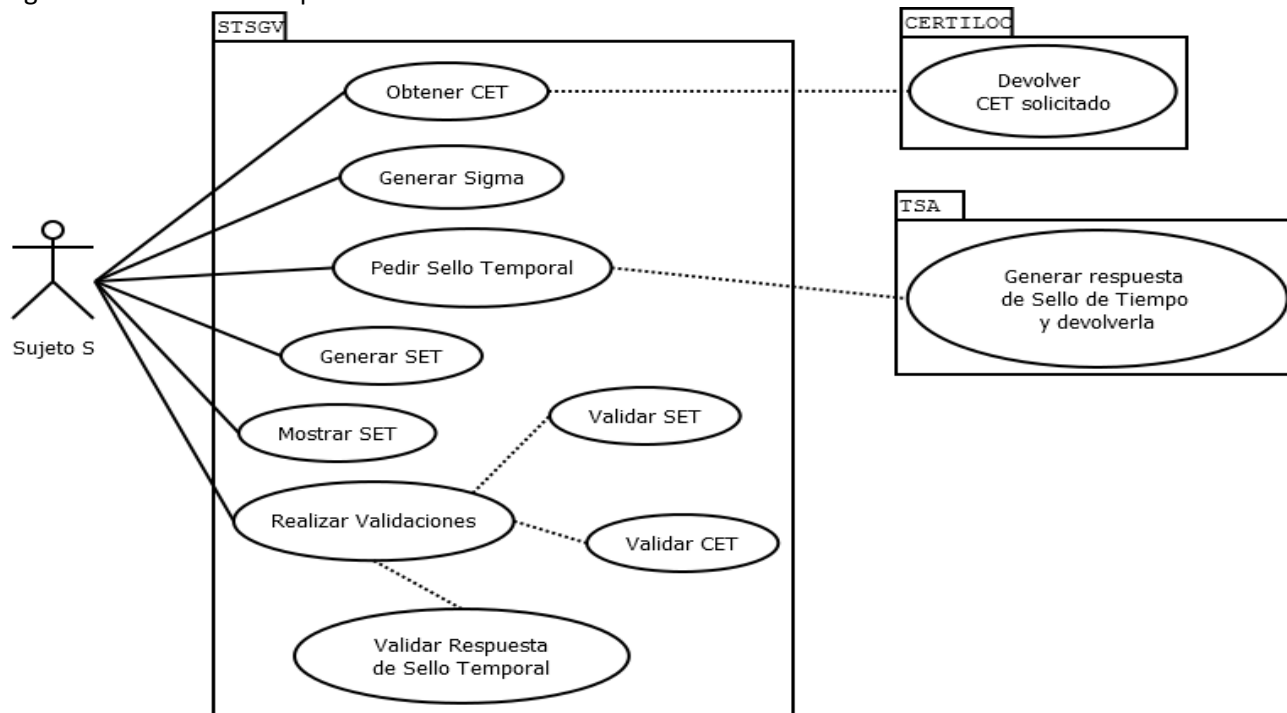 STSGV
CERTILOC
Obtener CET
Devolver
CET solicitado
Generar Sigma
TSA
Pedir Sello Temporal
Generar respuesta
de Sello de Tiempo
y devolverla
Sujeto S
Generar SET
Validar SET
Mostrar SET
Realizar Validaciones
Validar CET
Validar Respuesta
de Sello Temporal